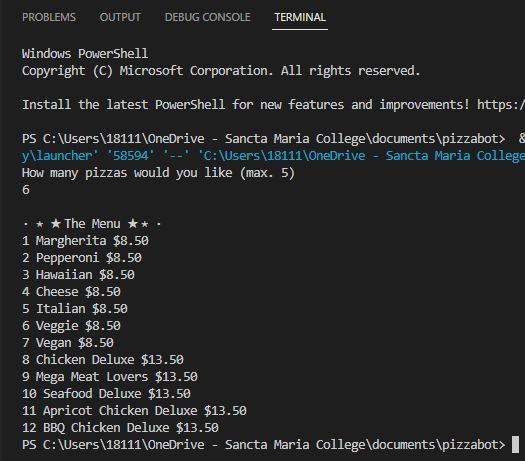 PROBLEMS OUTPUT DEBUG CONSOLE TERMINAL
Windows PowerShell
Copyright (C) Microsoft Corporation. All rights reserved.
Install the latest PowerShell for new features and improvements! https:/
PS C:\Users\18111\OneDrive - Sancta Maria College\documents\pizzabot>  &
y\launcher' '58594' '--' 'C:\Users\18111\OneDrive - Sancta Maria College
How many pizzas would you like (max. 5)
6
· ⋆ ★The Menu ★⋆ ·
1 Margherita $8.50
2 Pepperoni $8.50
3 Hawaiian $8.50
4 Cheese $8.50
5 Italian $8.50
6 Veggie $8.50
7 Vegan $8.50
8 Chicken Deluxe $13.50
9 Mega Meat Lovers $13.50
10 Seafood Deluxe $13.50
11 Apricot Chicken Deluxe $13.50
12 BBQ Chicken Deluxe $13.50
PS C:\Users\18111\OneDrive - Sancta Maria College\documents\pizzabot>